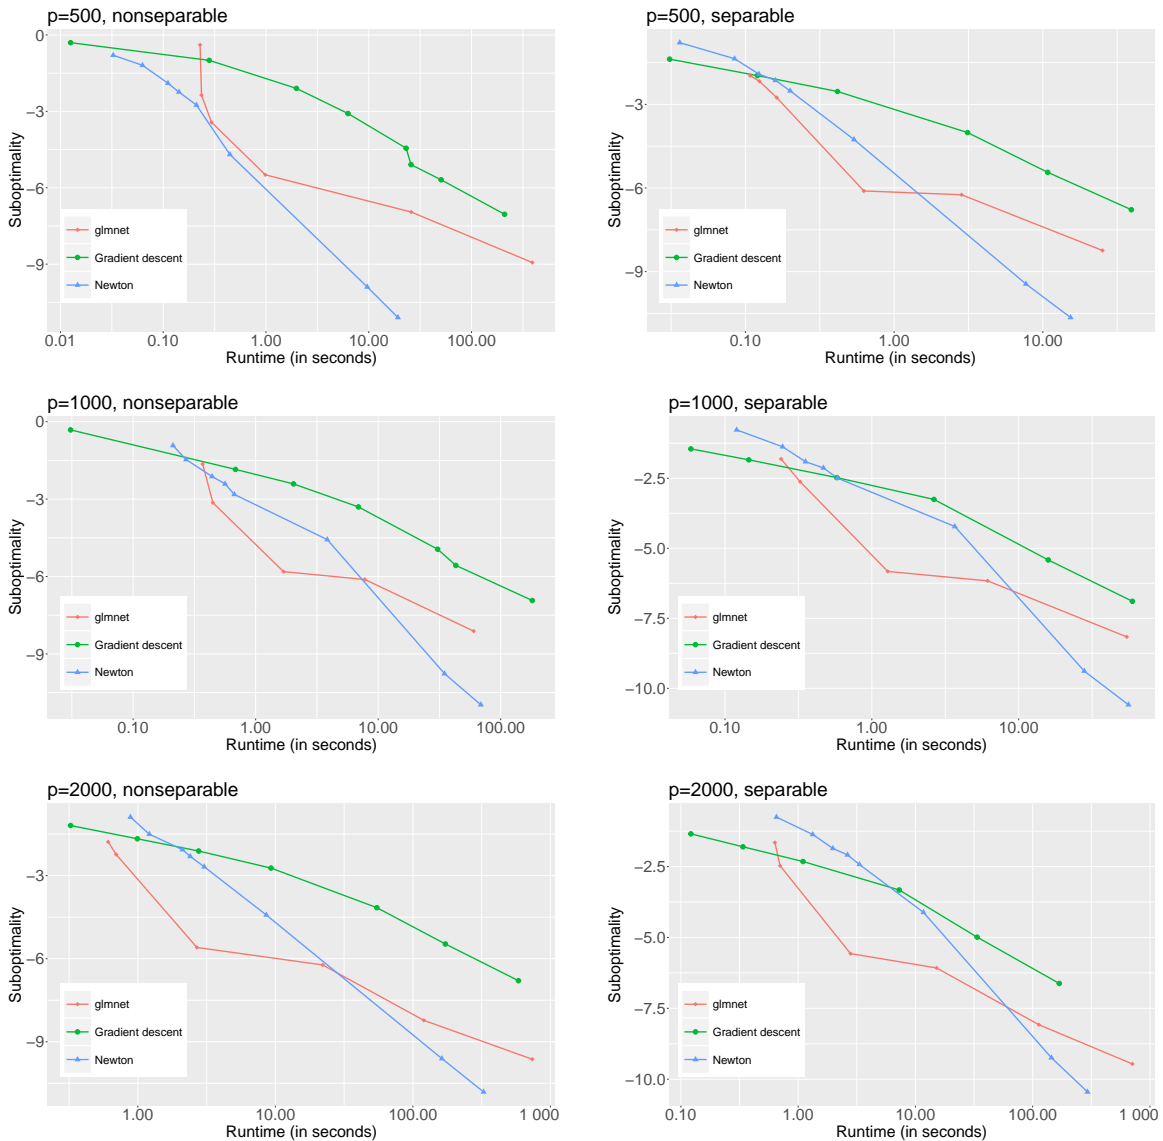 p=500, nonseparable
Suboptimality
0
−3
−6
−9
glmnet
Gradient descent
Newton
0.01 0.10 1.00 10.00 100.00
Runtime (in seconds)
p=500, separable
Suboptimality
−3
−6
−9
glmnet
Gradient descent
Newton
0.10 1.00 10.00
Runtime (in seconds)
p=1000, nonseparable
Suboptimality
0
−3
−6
−9
glmnet
Gradient descent
Newton
0.10 1.00 10.00 100.00
Runtime (in seconds)
p=1000, separable
Suboptimality
−2.5
−5.0
−7.5
−10.0
glmnet
Gradient descent
Newton
0.10 1.00 10.00
Runtime (in seconds)
p=2000, nonseparable
Suboptimality
−3
−6
−9
glmnet
Gradient descent
Newton
1.00 10.00 100.00 1 000
Runtime (in seconds)
p=2000, separable
Suboptimality
−2.5
−5.0
−7.5
−10.0
glmnet
Gradient descent
Newton
0.10 1.00 10.00 100.00 1 000
Runtime (in seconds)